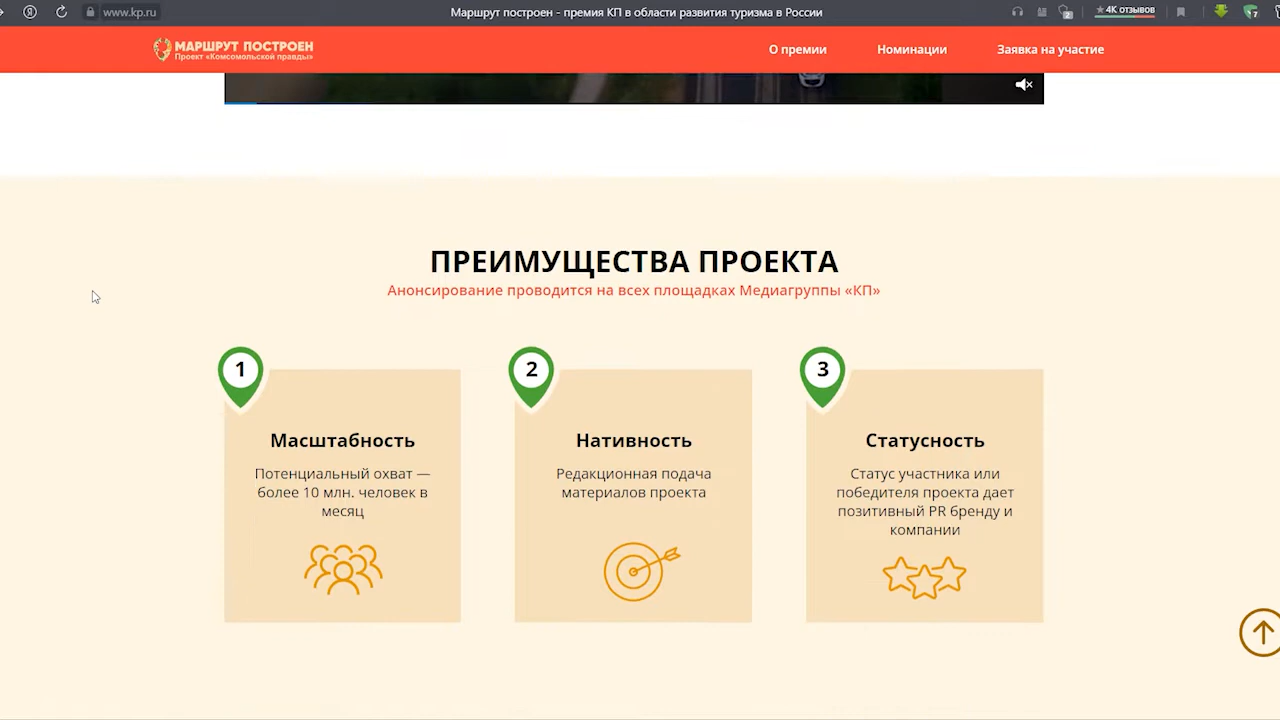 www.kp.ru
Маршрут построен - премия КП в области развития туризма в России
4K отзывов
2
7
МАРШРУТ ПОСТРОЕН
Проект «Комсомольской правды»
О премии
Номинации
Заявка на участие
ПРЕИМУЩЕСТВА ПРОЕКТА
Анонсирование проводится на всех площадках Медиагруппы «КП»
1
Масштабность
Потенциальный охват —
более 10 млн. человек в
месяц
2
Нативность
Редакционная подача
материалов проекта
3
Статусность
Статус участника или
победителя проекта дает
позитивный PR бренду и
компании